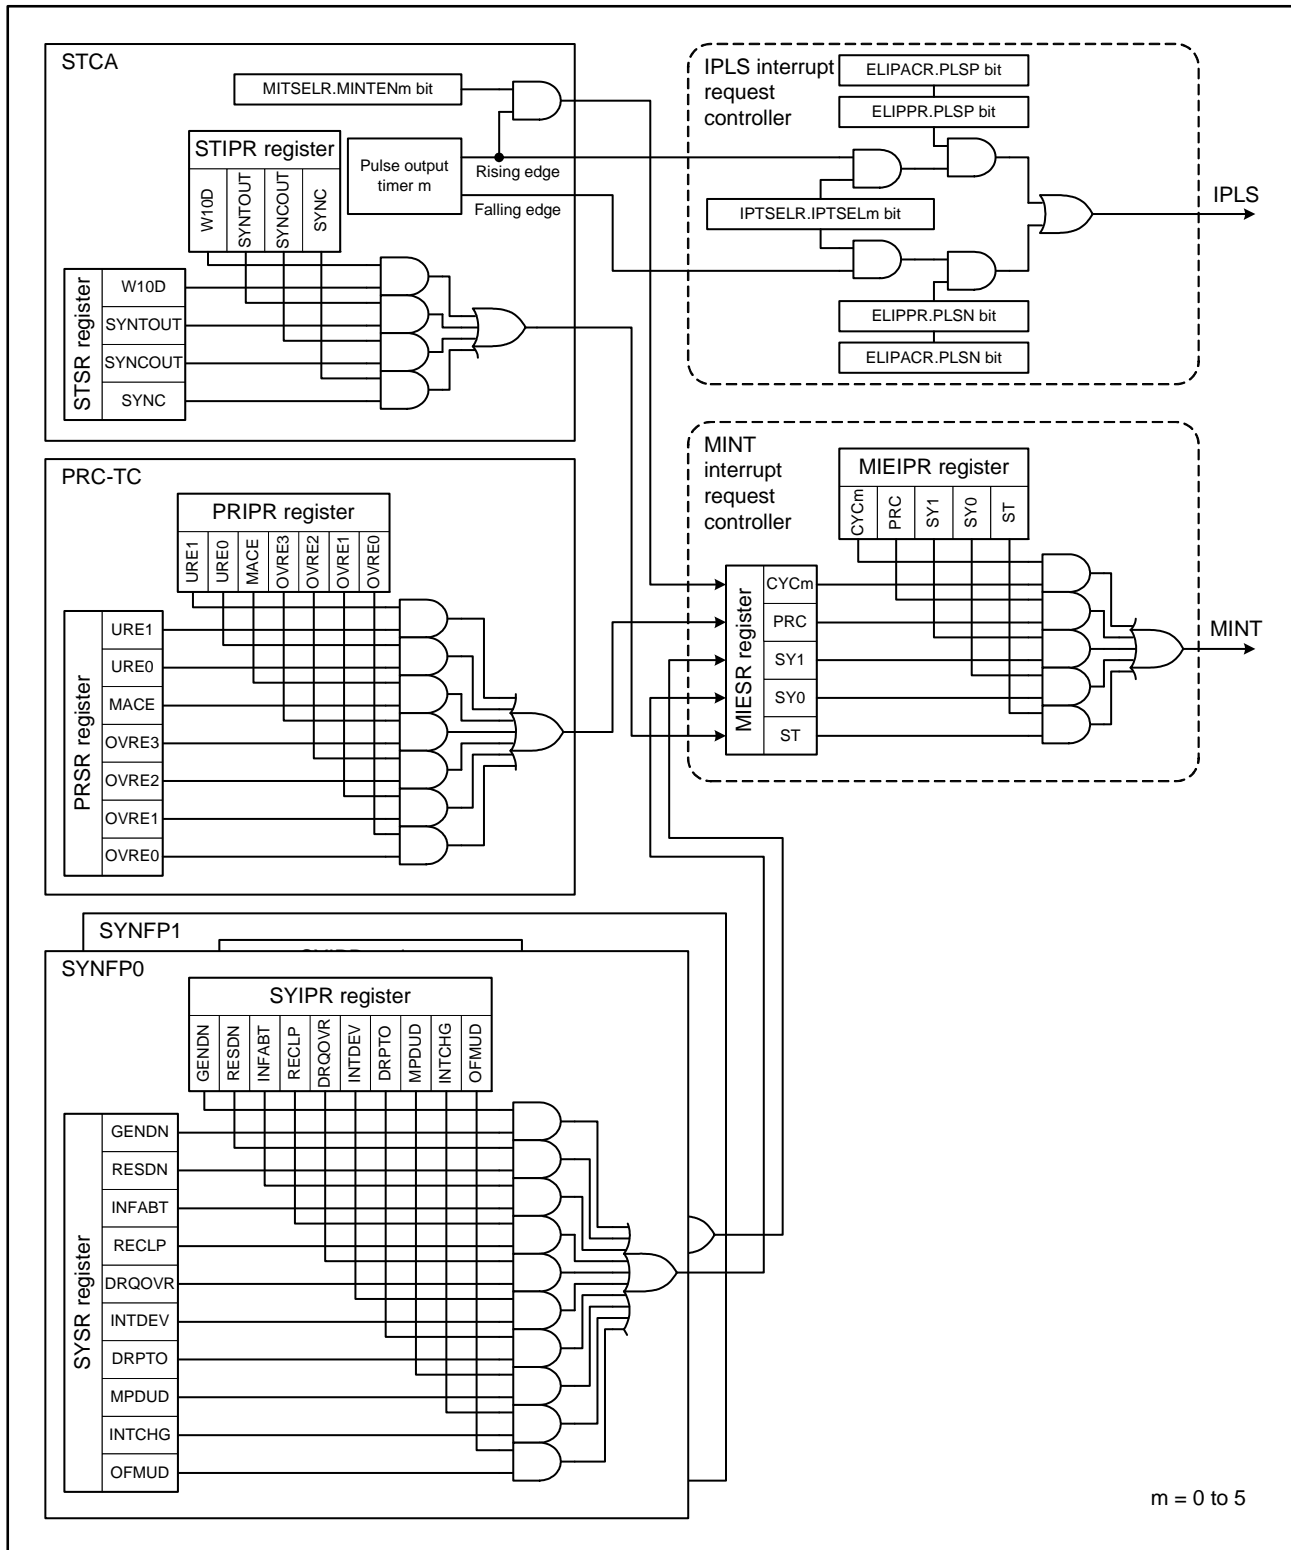 STCA
MITSELR.MINTENm bit
STIPR register
W10D
SYNTOUT
SYNCOUT
SYNC
Pulse output
timer m
Rising edge
Falling edge
STSR register
W10D
SYNTOUT
SYNCOUT
SYNC
IPLS interrupt
request
controller
ELIPACR.PLSP bit
ELIPPR.PLSP bit
IPTSELR.IPTSELm bit
ELIPPR.PLSN bit
ELIPACR.PLSN bit
IPLS
PRC-TC
PRIPR register
URE1
URE0
MACE
OVRE3
OVRE2
OVRE1
OVRE0
PRSR register
URE1
URE0
MACE
OVRE3
OVRE2
OVRE1
OVRE0
MINT
interrupt
request
controller
MIEIPR register
CYCm
PRC
SY1
SY0
ST
MIESR register
CYCm
PRC
SY1
SY0
ST
MINT
SYNFP1
SYNFP0
SYIPR register
GENDN
RESDN
INFABT
RECLP
DRQOVR
INTDEV
DRPTO
MPDUD
INTCHG
OFMUD
SYSR register
GENDN
RESDN
INFABT
RECLP
DRQOVR
INTDEV
DRPTO
MPDUD
INTCHG
OFMUD
m = 0 to 5